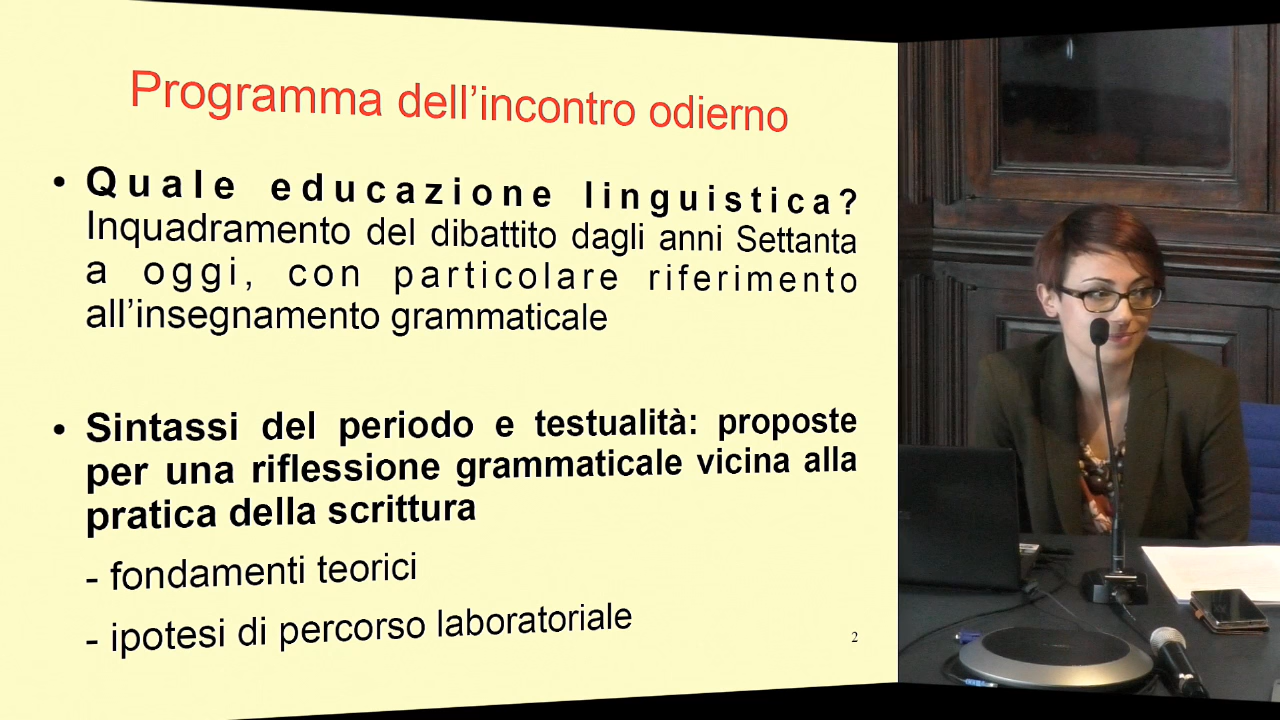 Programma dell'incontro odierno
• Quale educazione linguistica?
Inquadramento del dibattito dagli anni Settanta
a oggi, con particolare riferimento
all'insegnamento grammaticale
• Sintassi del periodo e testualità: proposte
per una riflessione grammaticale vicina alla
pratica della scrittura
- fondamenti teorici
- ipotesi di percorso laboratoriale
2